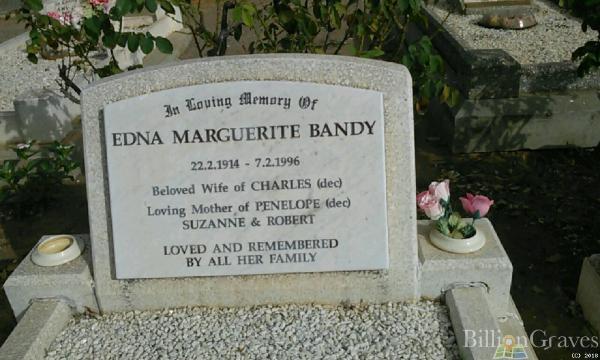 In Loving Memory Of
EDNA MARGUERITE BANDY
22.2.1914 - 7.2.1996
Beloved Wife of CHARLES (dec)
Loving Mother of PENELOPE (dec)
SUZANNE & ROBERT
LOVED AND REMEMBERED
BY ALL HER FAMILY
BillionGraves